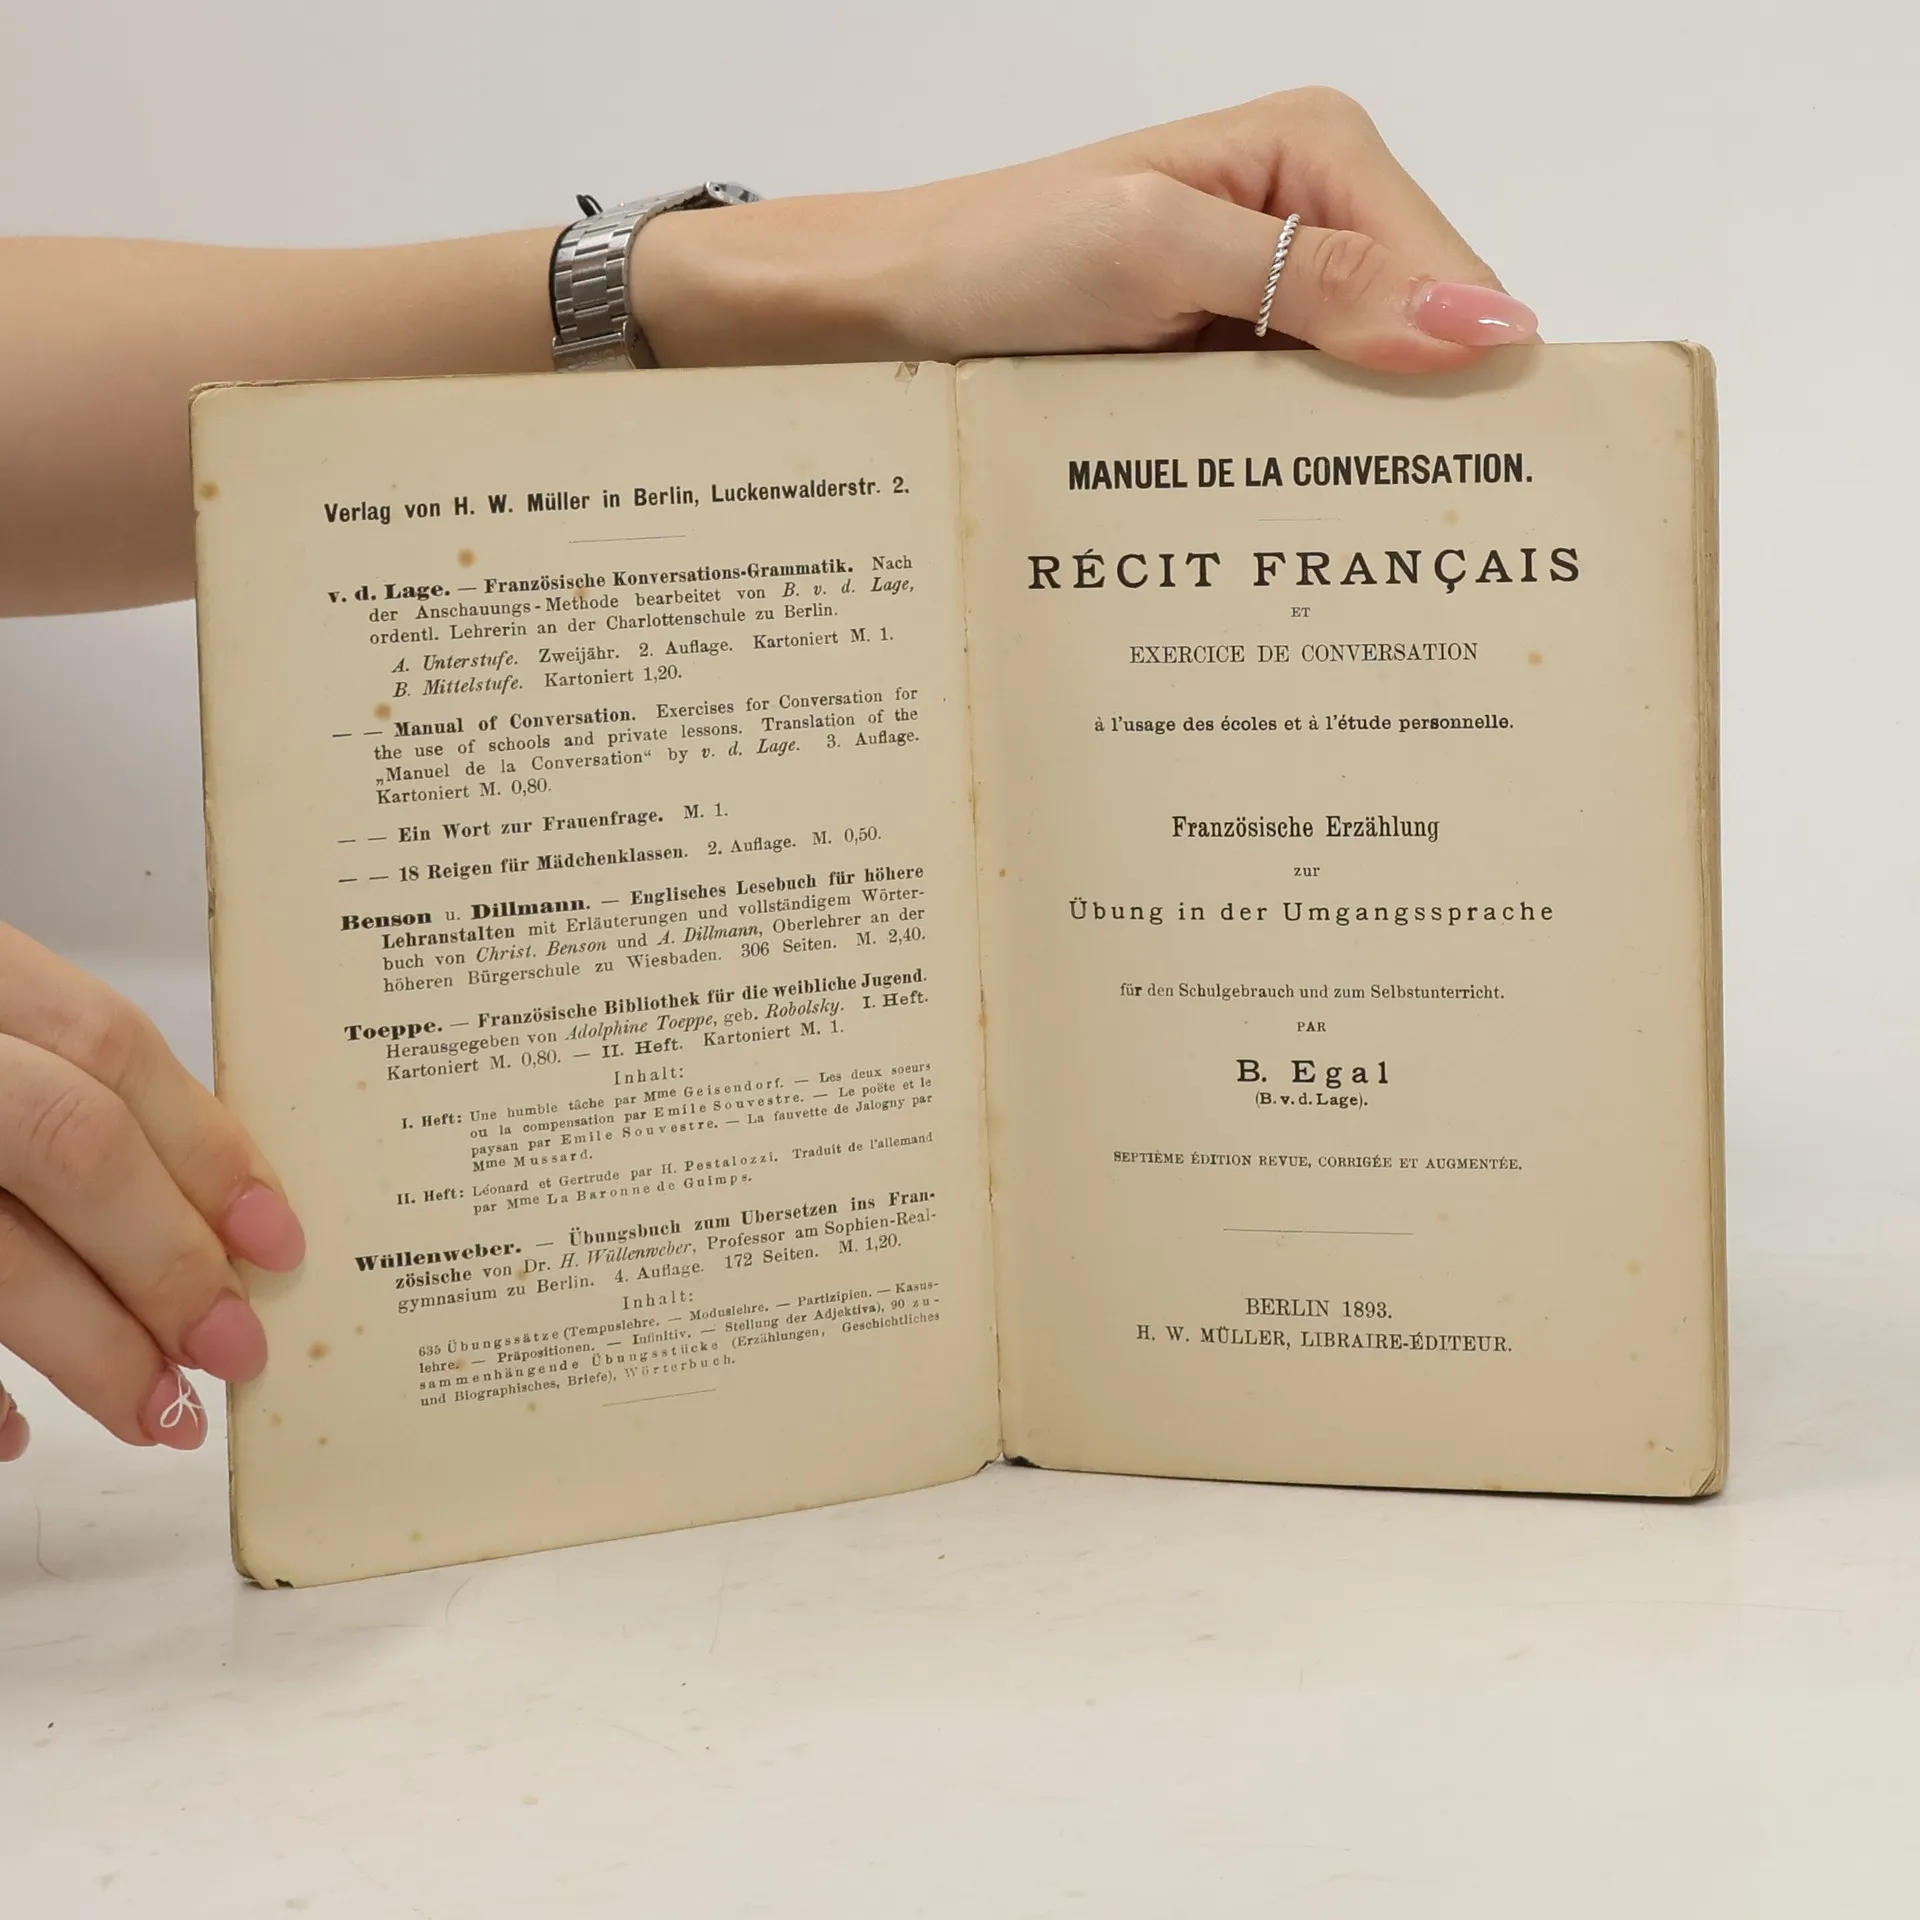 Verlag von H. W. Müller in Berlin, Luckenwalderstr. 2.
v. d. Lage. — Französische Konversations-Grammatik. Nach
der Anschauungs-Methode bearbeitet von B. v. d. Lage,
ordentl. Lehrerin an der Charlottenschule zu Berlin.
A. Unterstufe. Zweijähr. 2. Auflage. Kartoniert M. 1.
B. Mittelstufe. Kartoniert 1,20.
— — Manual of Conversation. Exercises for Conversation for
the use of schools and private lessons. Translation of the
„Manuel de la Conversation“ by v. d. Lage. 3. Auflage.
Kartoniert M. 0,80.
— — Ein Wort zur Frauenfrage. M. 1.
— — 18 Reigen für Mädchenklassen. 2. Auflage. M. 0,50.
Benson u. Dillmann. — Englisches Lesebuch für höhere
Lehranstalten mit Erläuterungen und vollständigem Wörter-
buch von Christ. Benson und A. Dillmann, Oberlehrer an der
höheren Bürgerschule zu Wiesbaden. 306 Seiten. M. 2,40.
Toeppe. — Französische Bibliothek für die weibliche Jugend.
Herausgegeben von Adolphine Toeppe, geb. Robolsky. I. Heft.
Kartoniert M. 0,80. — II. Heft. Kartoniert M. 1.
Inhalt:
I. Heft: Une humble tâche par Mme Geisendorf. — Les deux soeurs
ou la compensation par Emile Souvestre. — Le poëte et le
paysan par Emile Souvestre. — La fauvette de Jalogny par
Mme Mussard.
II. Heft: Léonard et Gertrude par H. Pestalozzi. Traduit de l'allemand
par Mme La Baronne de Guimps.
Wüllenweber. — Übungsbuch zum Übersetzen ins Fran-
zösische von Dr. H. Wüllenweber, Professor am Sophien-Real-
gymnasium zu Berlin. 4. Auflage. 172 Seiten. M. 1,20.
Inhalt:
635 Übungssätze (Tempuslehre. — Moduslehre. — Partizipien. — Kasus-
lehre. — Präpositionen. — Infinitiv. — Stellung der Adjektiva), 90 zu-
sammenhängende Übungsstücke (Erzählungen, Geschichtliches
und Biographisches, Briefe), Wörterbuch.
MANUEL DE LA CONVERSATION.
RÉCIT FRANÇAIS
ET
EXERCICE DE CONVERSATION
à l'usage des écoles et à l'étude personnelle.
Französische Erzählung
zur
Übung in der Umgangssprache
für den Schulgebrauch und zum Selbstunterricht.
PAR
B. Egal
(B. v. d. Lage).
SEPTIÈME ÉDITION REVUE, CORRIGÉE ET AUGMENTÉE.
BERLIN 1893.
H. W. MÜLLER, LIBRAIRE-ÉDITEUR.